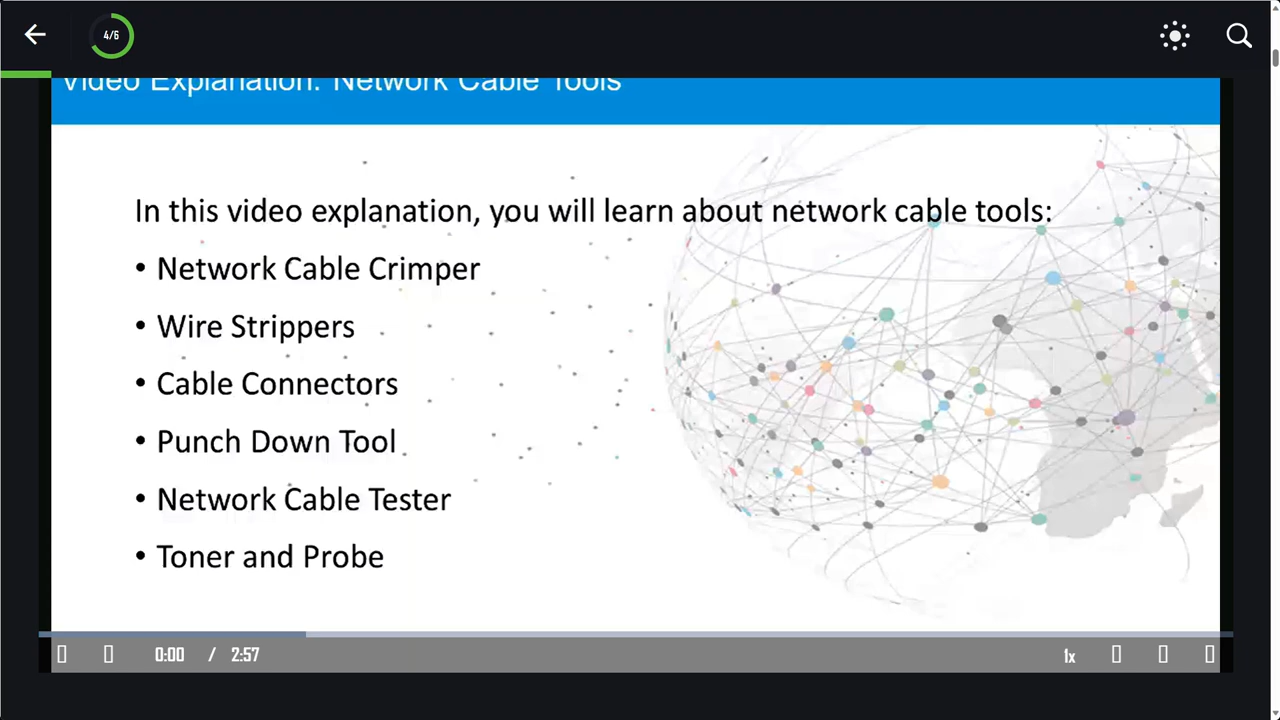 4/6
Video Explanation: Network Cable Tools
In this video explanation, you will learn about network cable tools:
• Network Cable Crimper
• Wire Strippers
• Cable Connectors
• Punch Down Tool
• Network Cable Tester
• Toner and Probe
0:00 / 2:57 1x